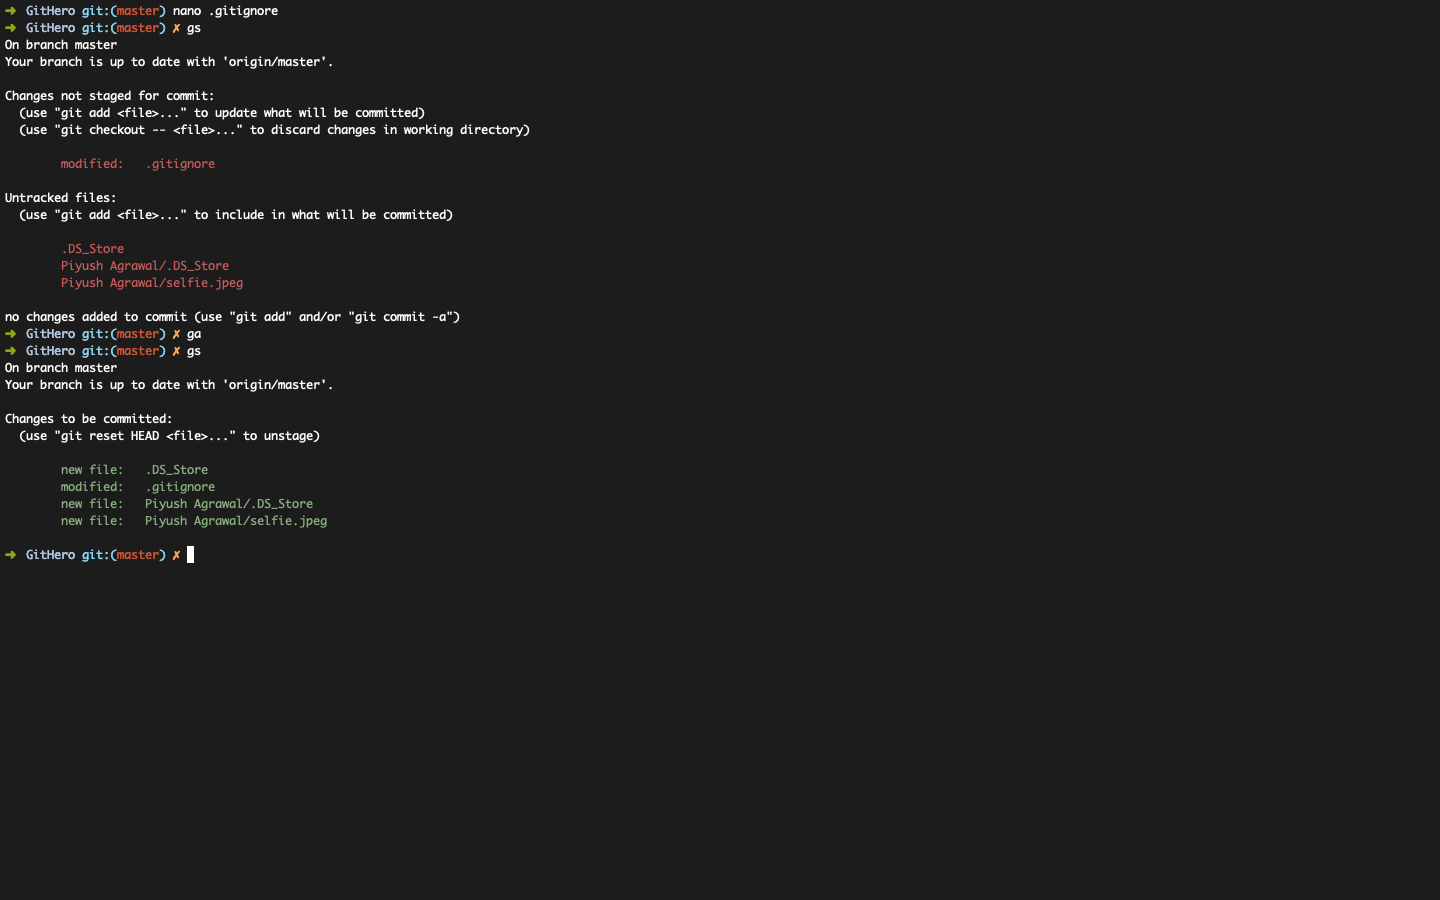 ➜ GitHero git:(master) nano .gitignore
➜ GitHero git:(master) ✗ gs
On branch master
Your branch is up to date with 'origin/master'.
Changes not staged for commit:
(use "git add <file>..." to update what will be committed)
(use "git checkout -- <file>..." to discard changes in working directory)
modified: .gitignore
Untracked files:
(use "git add <file>..." to include in what will be committed)
.DS_Store
Piyush Agrawal/.DS_Store
Piyush Agrawal/selfie.jpeg
no changes added to commit (use "git add" and/or "git commit -a")
➜ GitHero git:(master) ✗ ga
➜ GitHero git:(master) ✗ gs
On branch master
Your branch is up to date with 'origin/master'.
Changes to be committed:
(use "git reset HEAD <file>..." to unstage)
new file: .DS_Store
modified: .gitignore
new file: Piyush Agrawal/.DS_Store
new file: Piyush Agrawal/selfie.jpeg
➜ GitHero git:(master) ✗